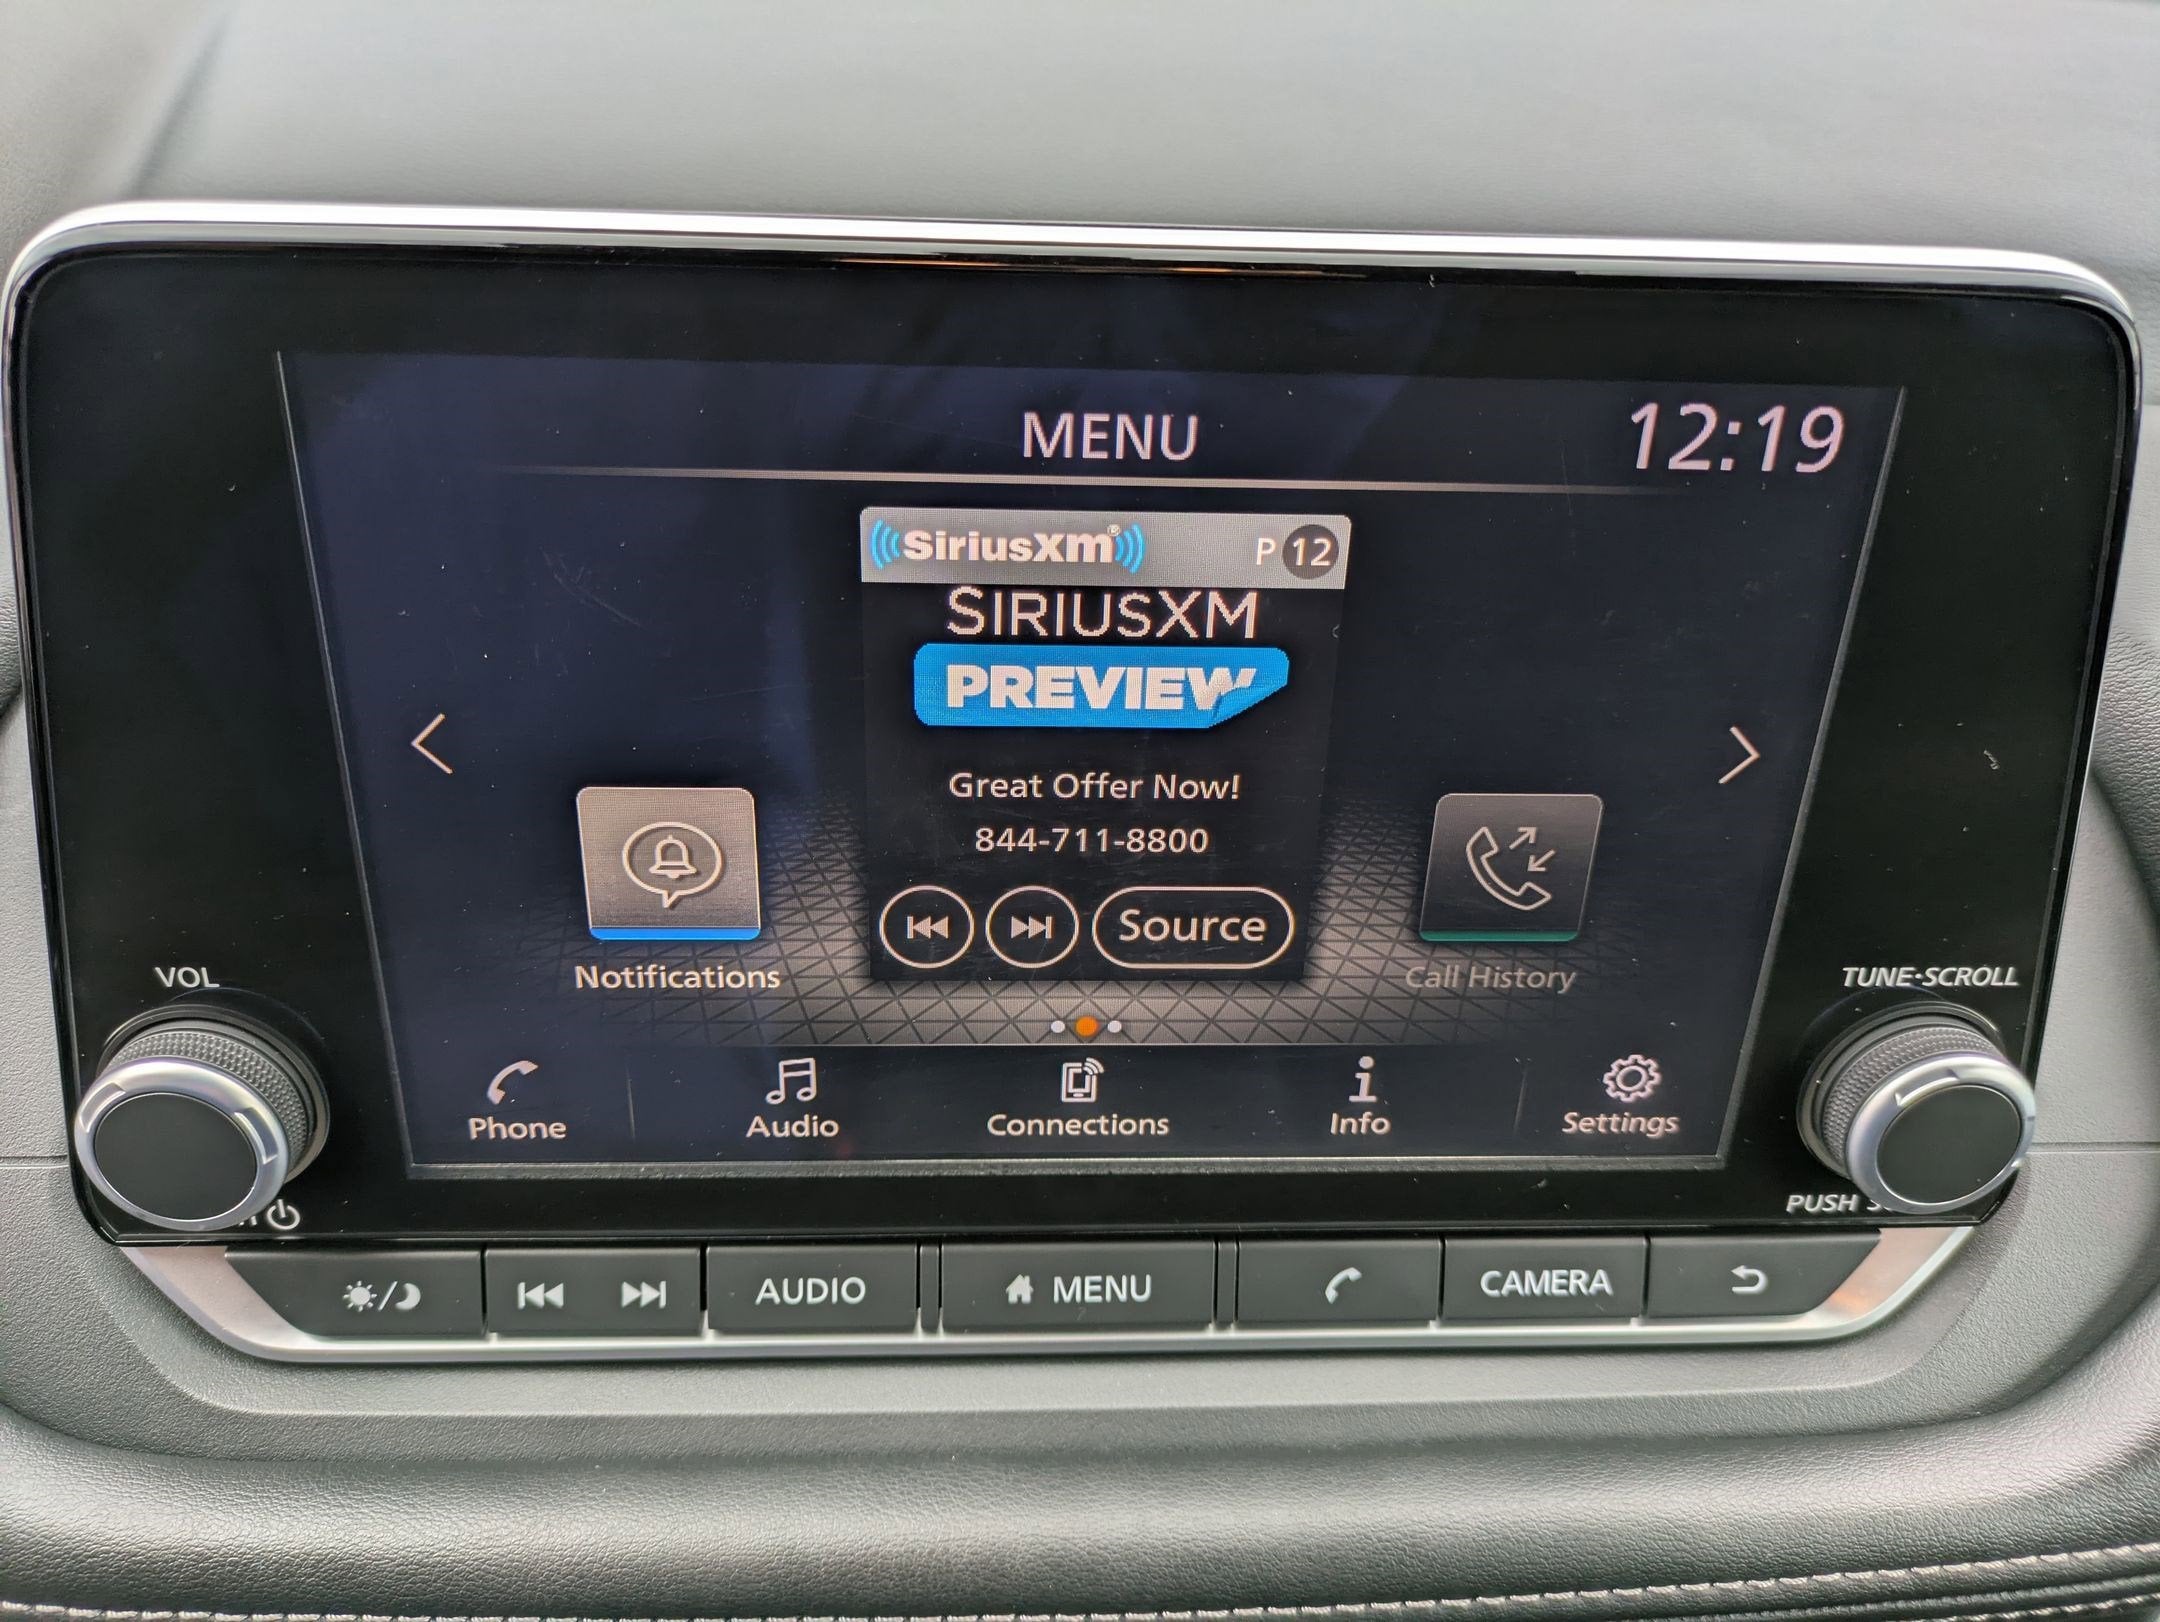 MENU
12:19
SiriusXm®
P 12
SIRIUSXM
PREVIEW
Great Offer Now!
844-711-8800
Source
Notifications
Call History
VOL
TUNE·SCROLL
Phone
Audio
Connections
Info
Settings
PUSH
AUDIO
MENU
CAMERA